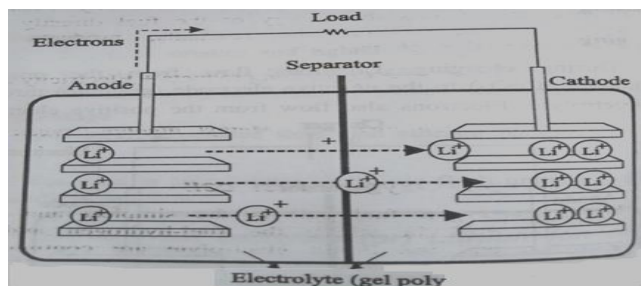 Load
Electrons
Separator
Anode
Cathode
+
Li+ Li+ Li+ Li+
+
Li+ Li+ Li+ Li+
+
Li+ Li+ Li+ Li+
Electrolyte (gel poly